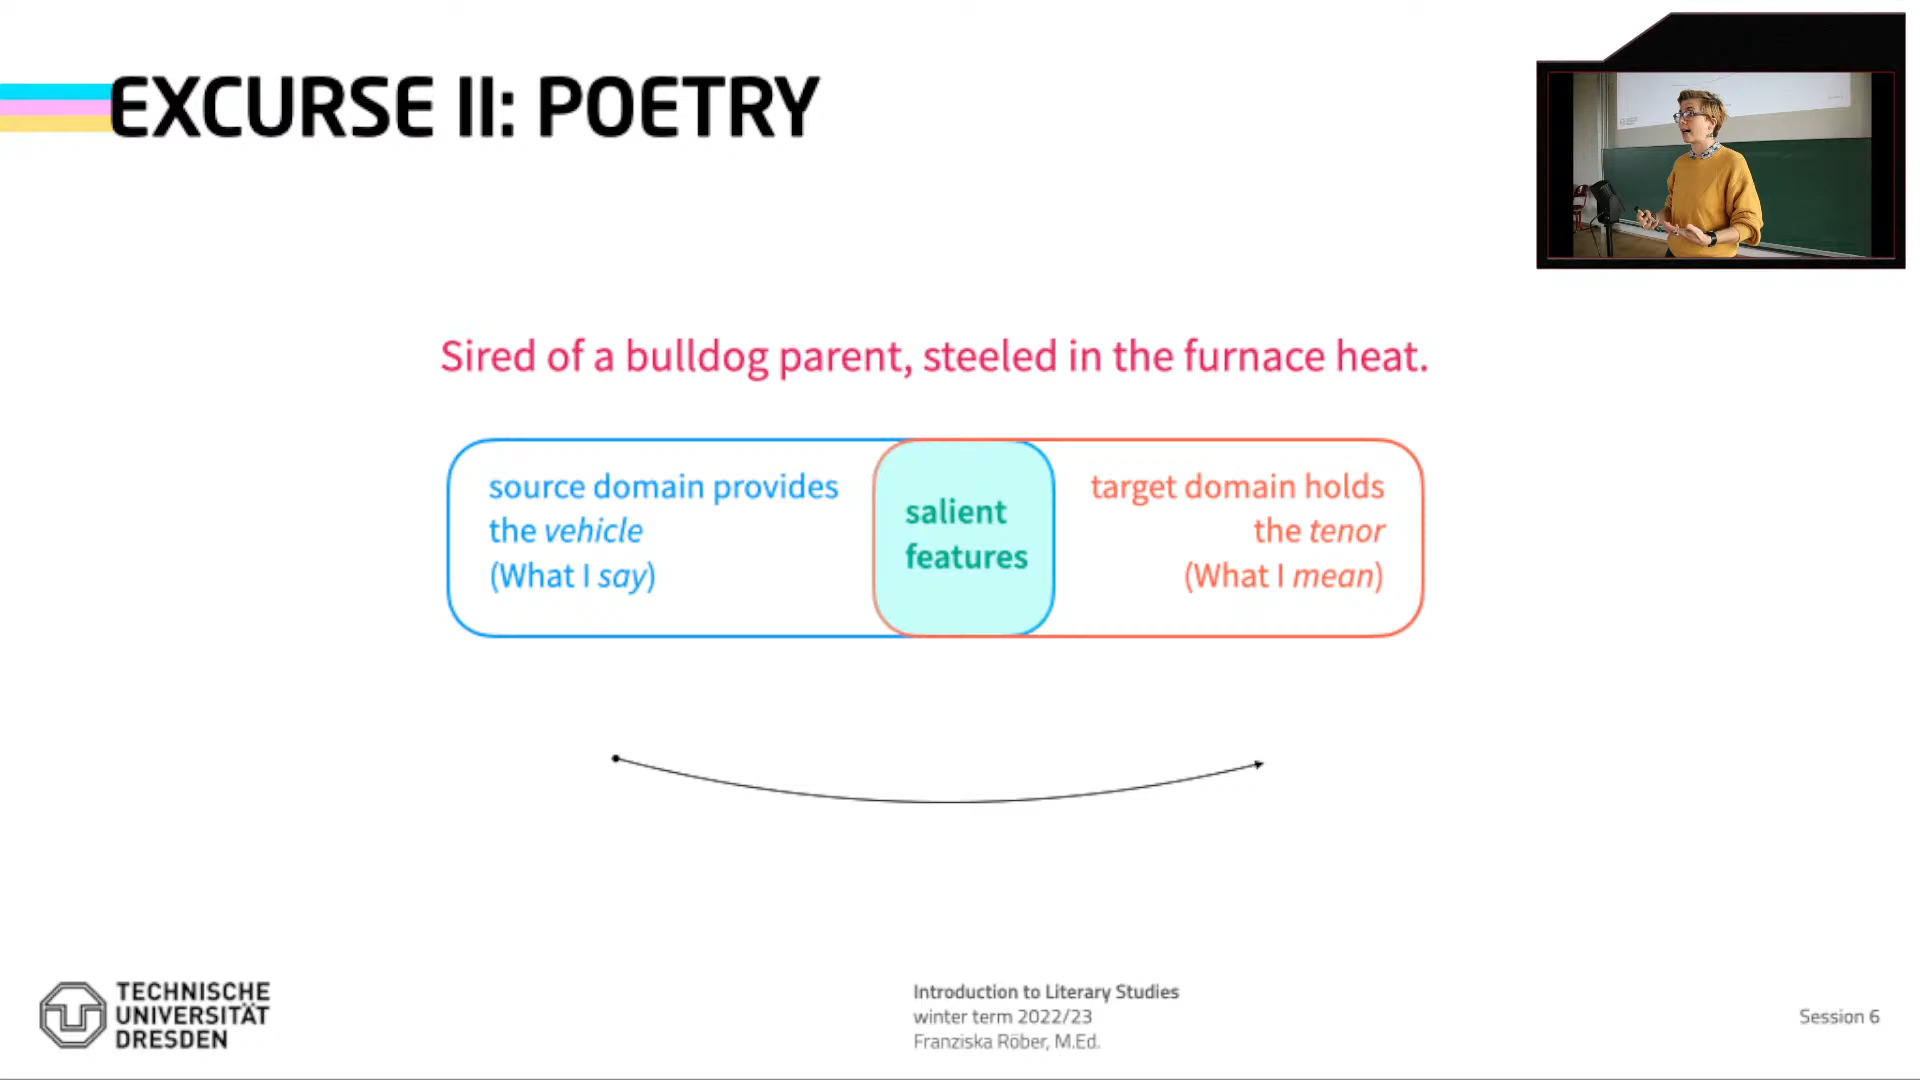 EXCURSE II: POETRY
Sired of a bulldog parent, steeled in the furnace heat.
source domain provides
the vehicle
(What I say)
salient
features
target domain holds
the tenor
(What I mean)
TECHNISCHE
UNIVERSITÄT
DRESDEN
Introduction to Literary Studies
winter term 2022/23
Franziska Röber, M.Ed.
Session 6